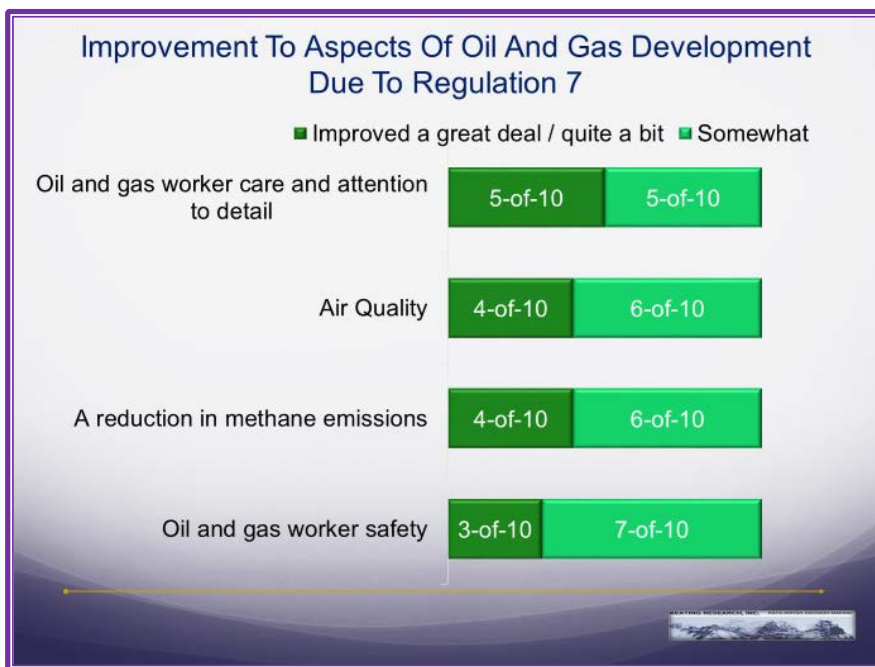 Improvement To Aspects Of Oil And Gas Development
Due To Regulation 7
Improved a great deal / quite a bit Somewhat
Oil and gas worker care and attention
to detail
5-of-10 5-of-10
Air Quality
4-of-10 6-of-10
A reduction in methane emissions
4-of-10 6-of-10
Oil and gas worker safety
3-of-10 7-of-10
KEATING RESEARCH, INC.